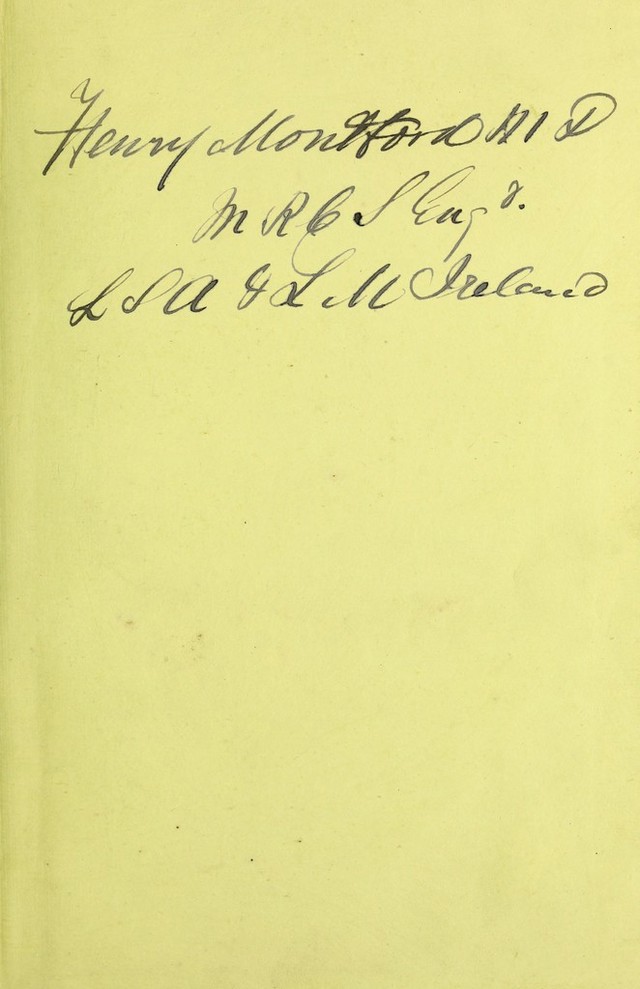 Henry Montford M D
M R C S Engd.
L S A & L M Ireland